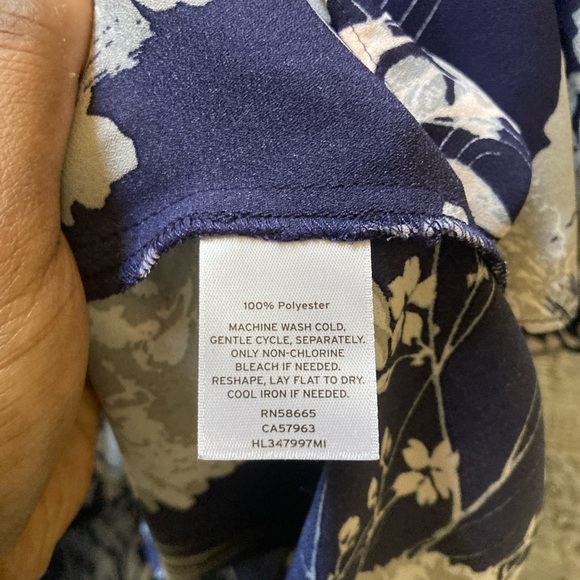 100% Polyester
MACHINE WASH COLD,
GENTLE CYCLE, SEPARATELY.
ONLY NON-CHLORINE
BLEACH IF NEEDED.
RESHAPE, LAY FLAT TO DRY.
COOL IRON IF NEEDED.
RN58665
CA57963
HL347997MI